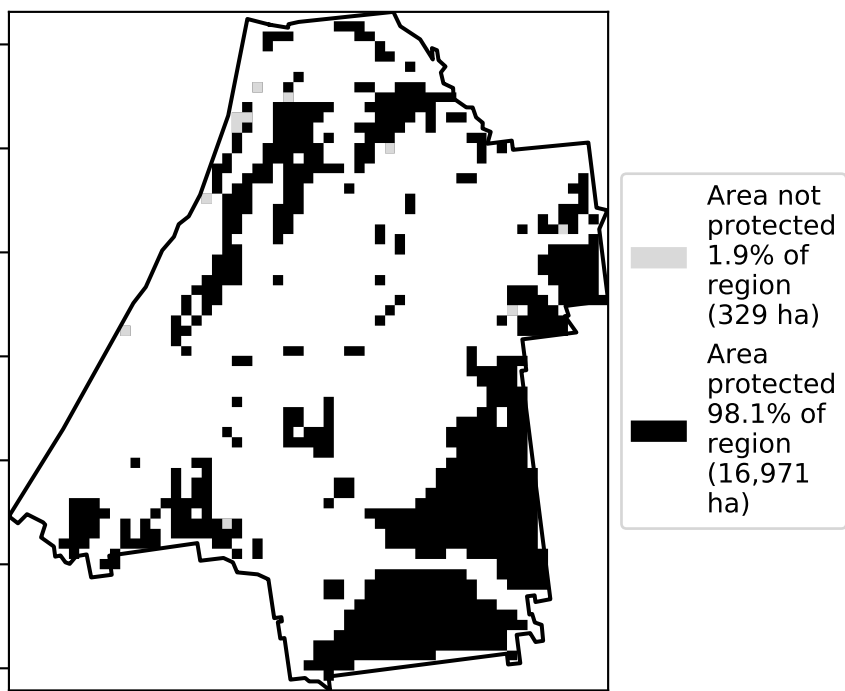 Area not
protected
1.9% of
region
(329 ha)
Area
protected
98.1% of
region
(16,971
ha)